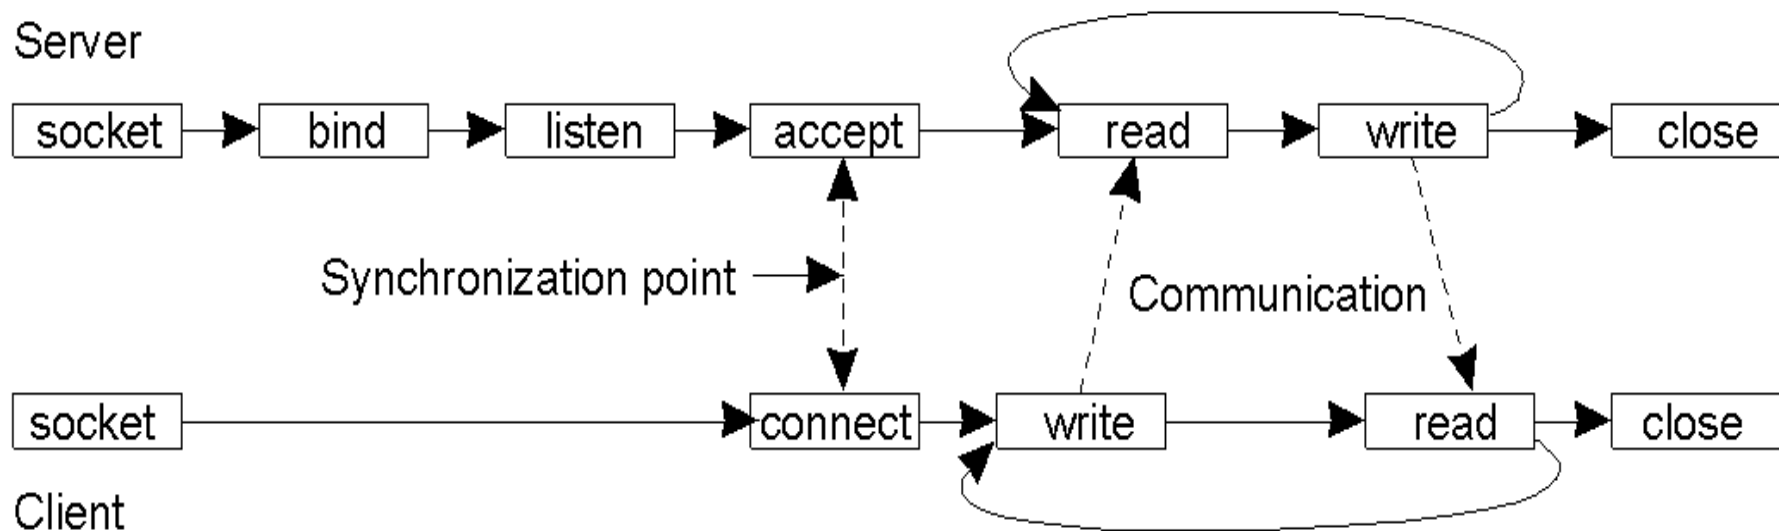 Server
socket bind listen accept read write close
Synchronization point
Communication
socket connect write read close
Client